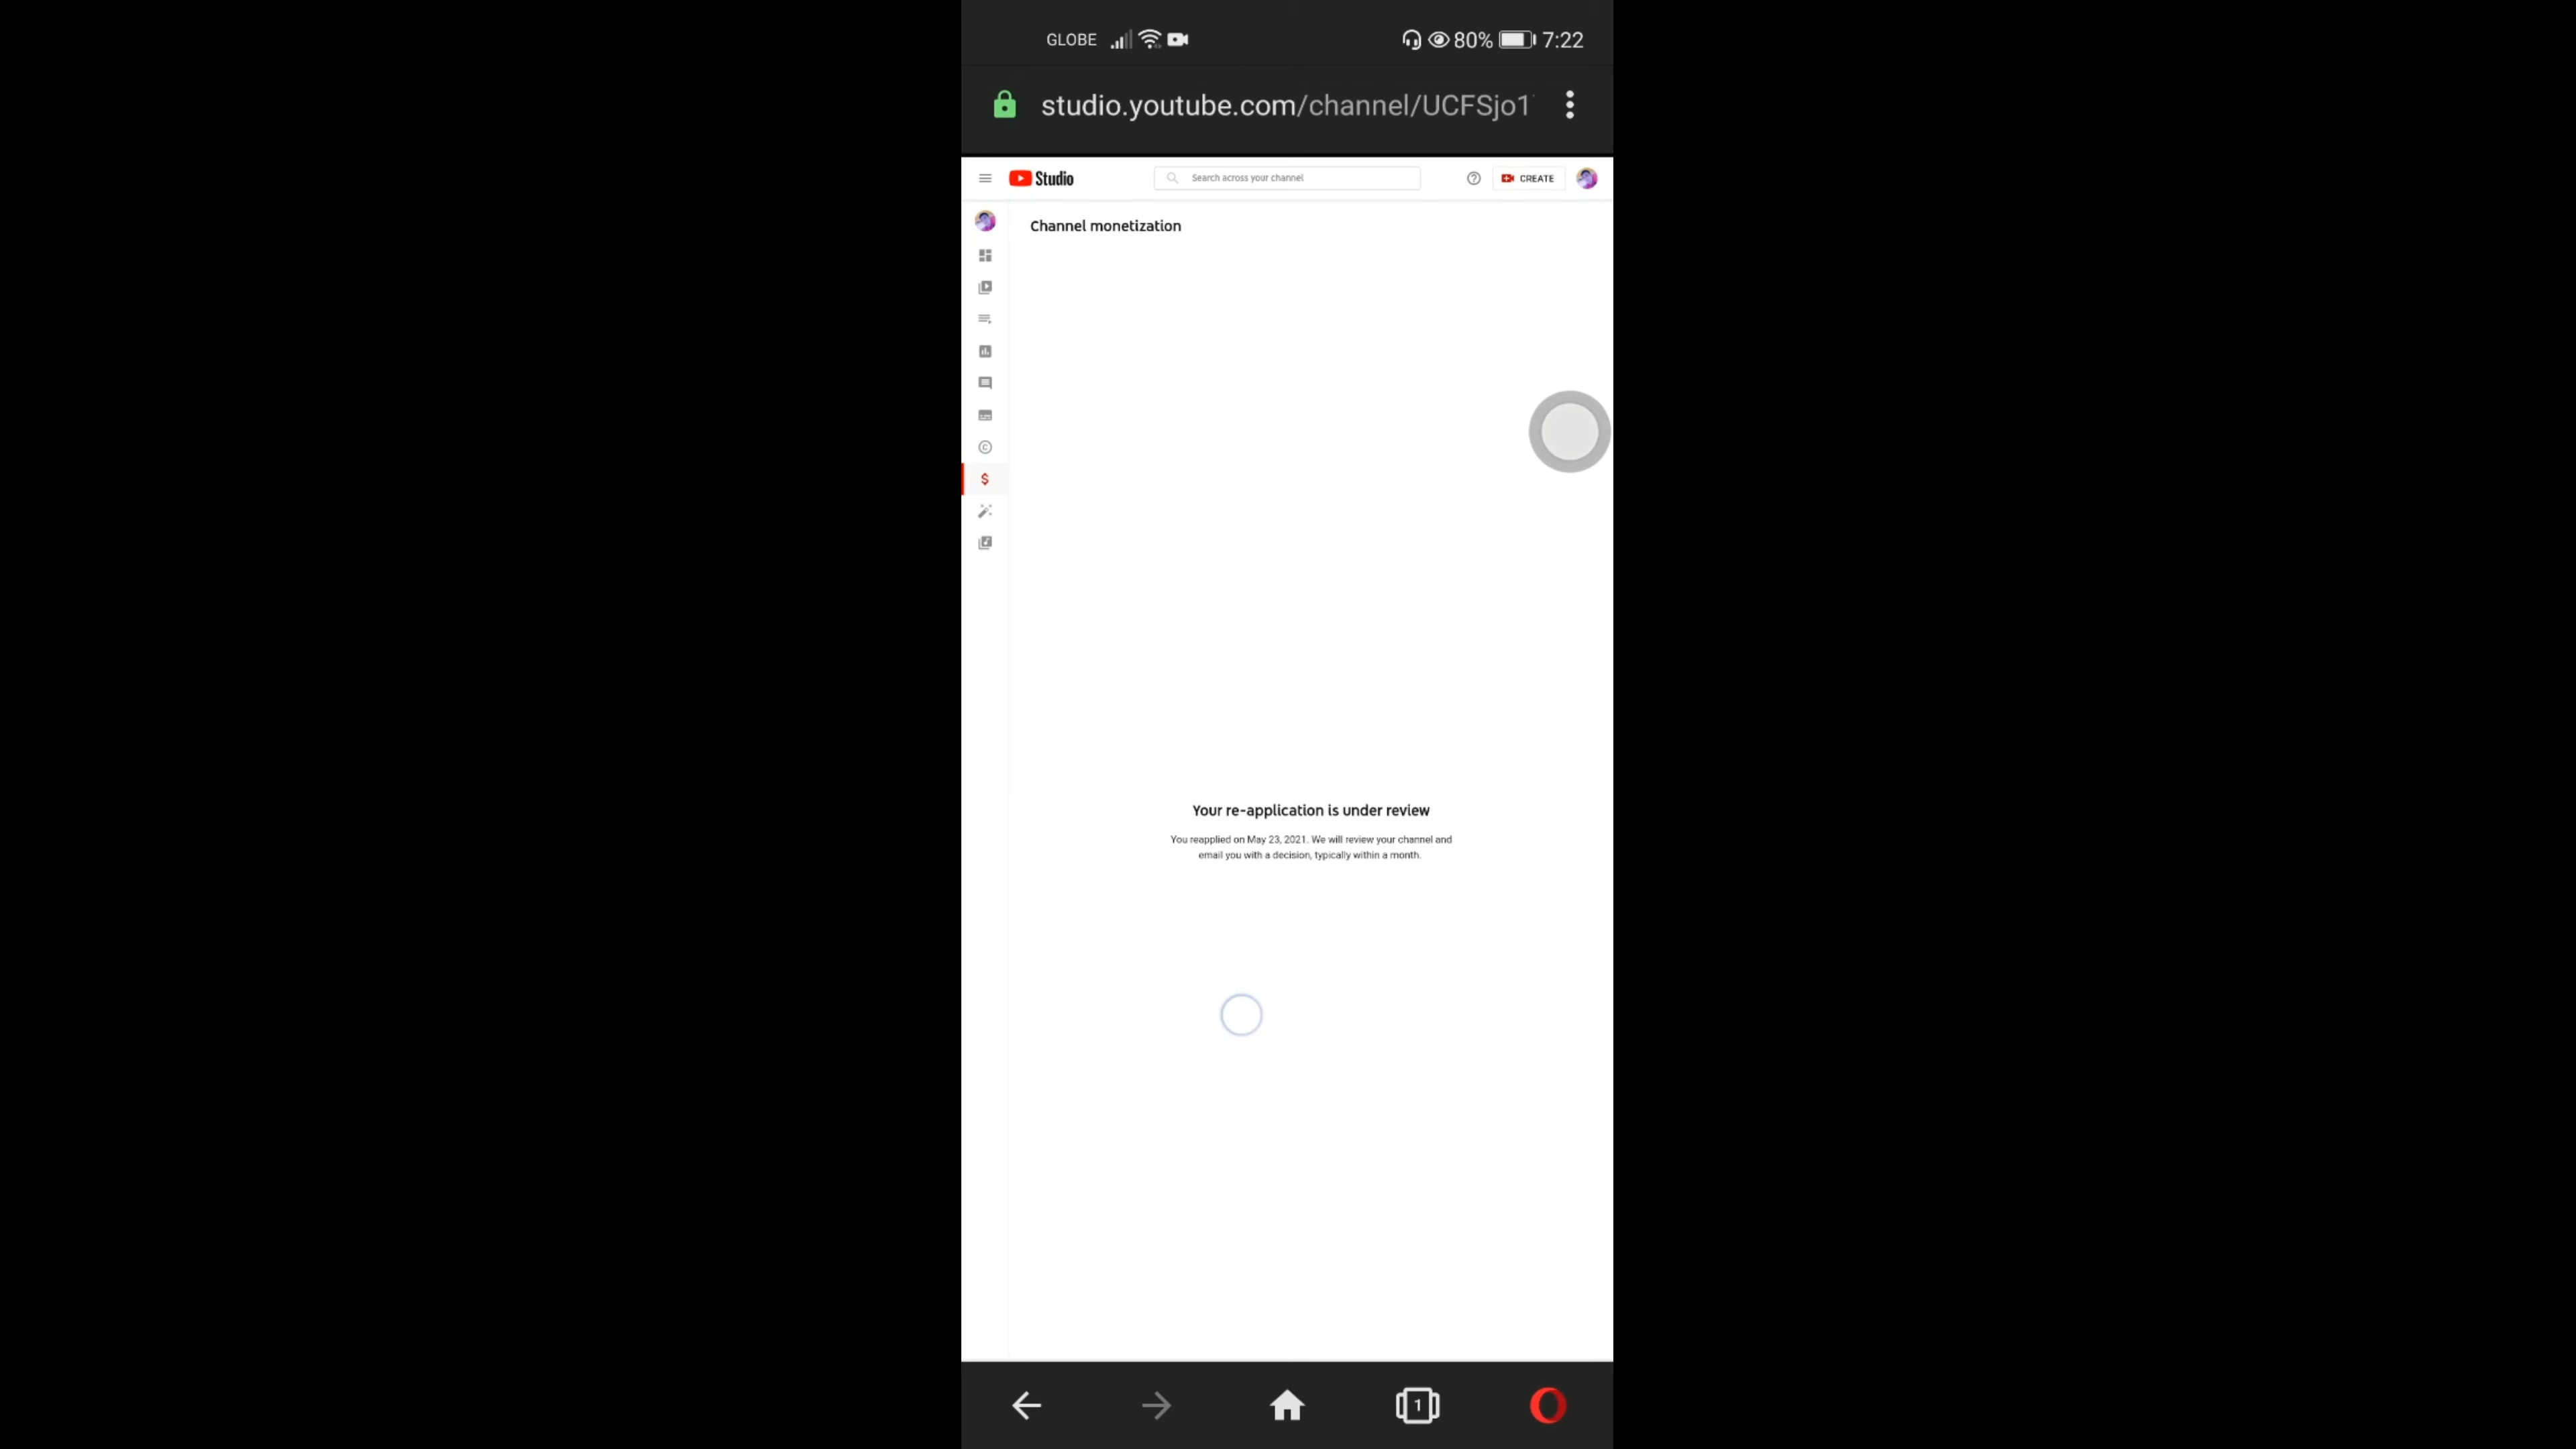 GLOBE 80% 7:22
studio.youtube.com/channel/UCFSjo1
Studio Search across your channel CREATE
Channel monetization
$
Your re-application is under review
You reapplied on May 23, 2021. We will review your channel and
email you with a decision, typically within a month.
1